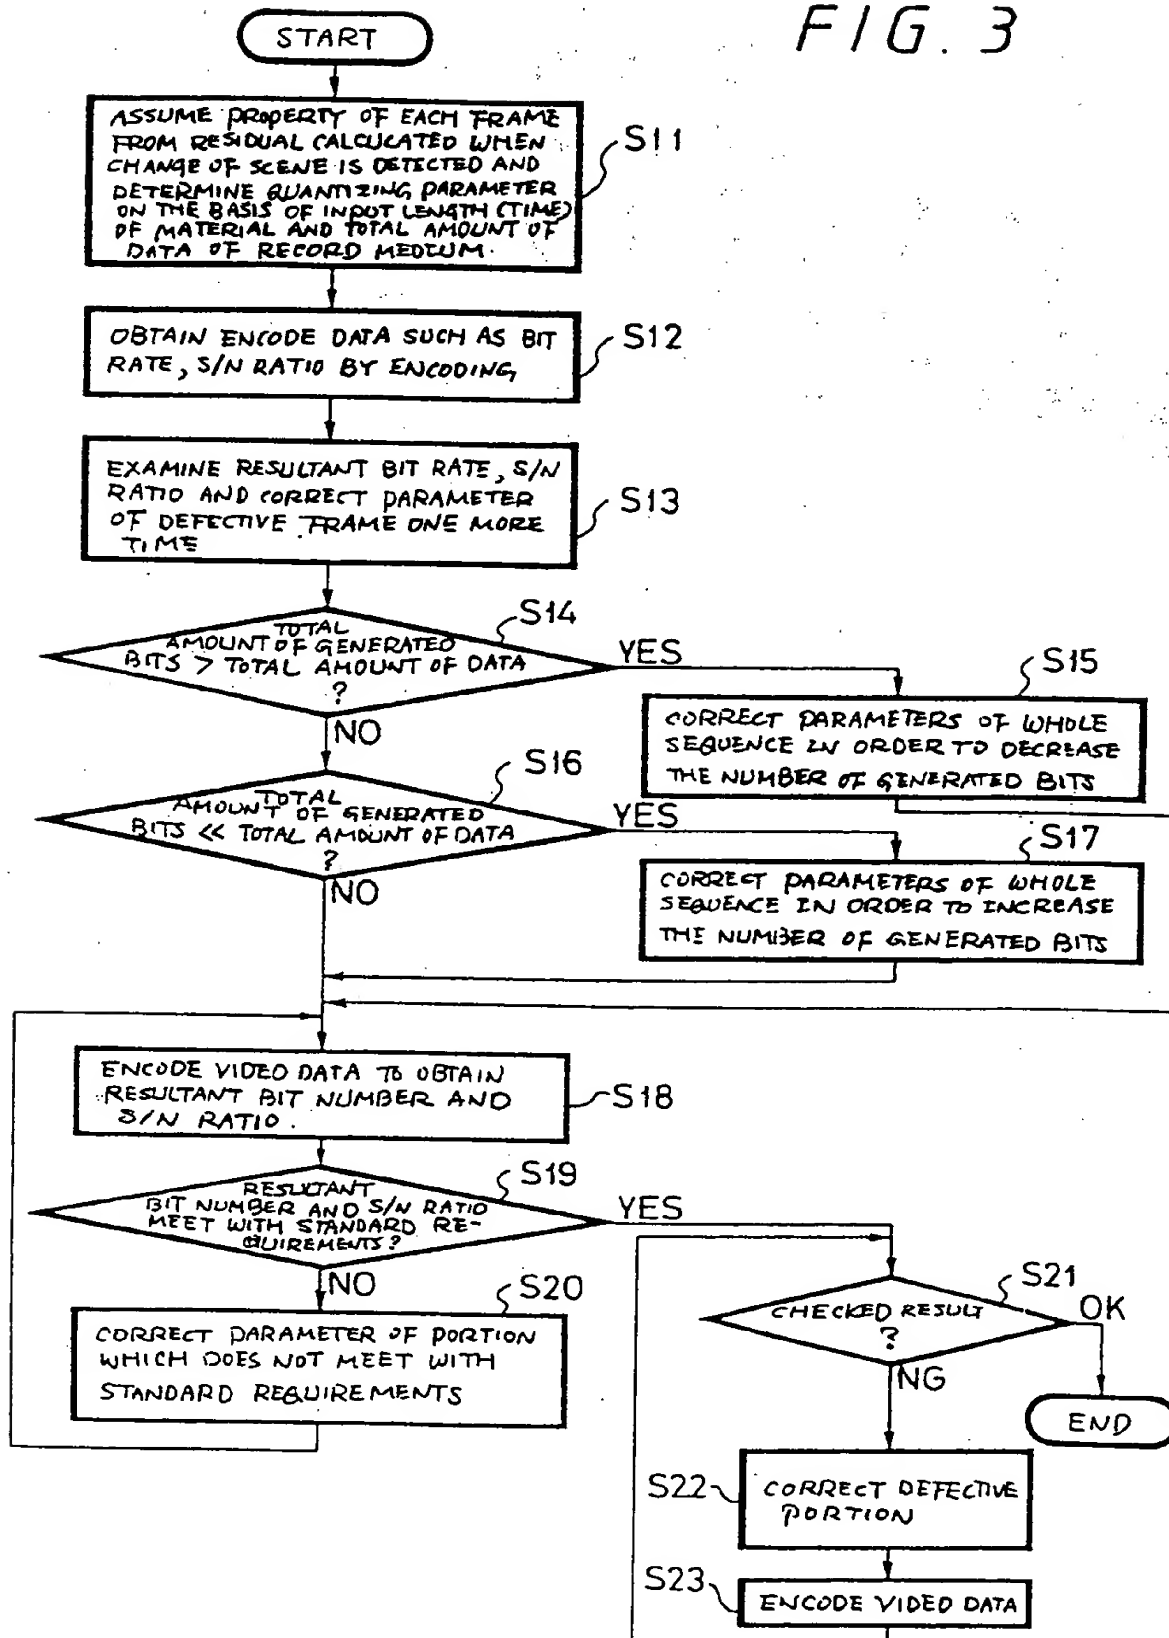 FIG. 3
START
ASSUME PROPERTY OF EACH FRAME
FROM RESIDUAL CALCULATED WHEN
CHANGE OF SCENE IS DETECTED AND
DETERMINE QUANTIZING PARAMETER
ON THE BASIS OF INPUT LENGTH (TIME)
OF MATERIAL AND TOTAL AMOUNT OF
DATA OF RECORD MEDIUM.
S11
OBTAIN ENCODE DATA SUCH AS BIT
RATE, S/N RATIO BY ENCODING,
S12
EXAMINE RESULTANT BIT RATE, S/N
RATIO AND CORRECT PARAMETER
OF DEFECTIVE FRAME ONE MORE
TIME
S13
S14
TOTAL
AMOUNT OF GENERATED
BITS > TOTAL AMOUNT OF DATA
?
YES
NO
S15
CORRECT PARAMETERS OF WHOLE
SEQUENCE IN ORDER TO DECREASE
THE NUMBER OF GENERATED BITS
S16
TOTAL
AMOUNT OF GENERATED
BITS << TOTAL AMOUNT OF DATA
?
YES
NO
S17
CORRECT PARAMETERS OF WHOLE
SEQUENCE IN ORDER TO INCREASE
THE NUMBER OF GENERATED BITS
ENCODE VIDEO DATA TO OBTAIN
RESULTANT BIT NUMBER AND
S/N RATIO.
S18
S19
RESULTANT
BIT NUMBER AND S/N RATIO
MEET WITH STANDARD RE-
QUIREMENTS?
YES
NO
S20
CORRECT PARAMETER OF PORTION
WHICH DOES NOT MEET WITH
STANDARD REQUIREMENTS
S21
CHECKED RESULT
?
OK
NG
END
S22
CORRECT DEFECTIVE
PORTION
S23
ENCODE VIDEO DATA